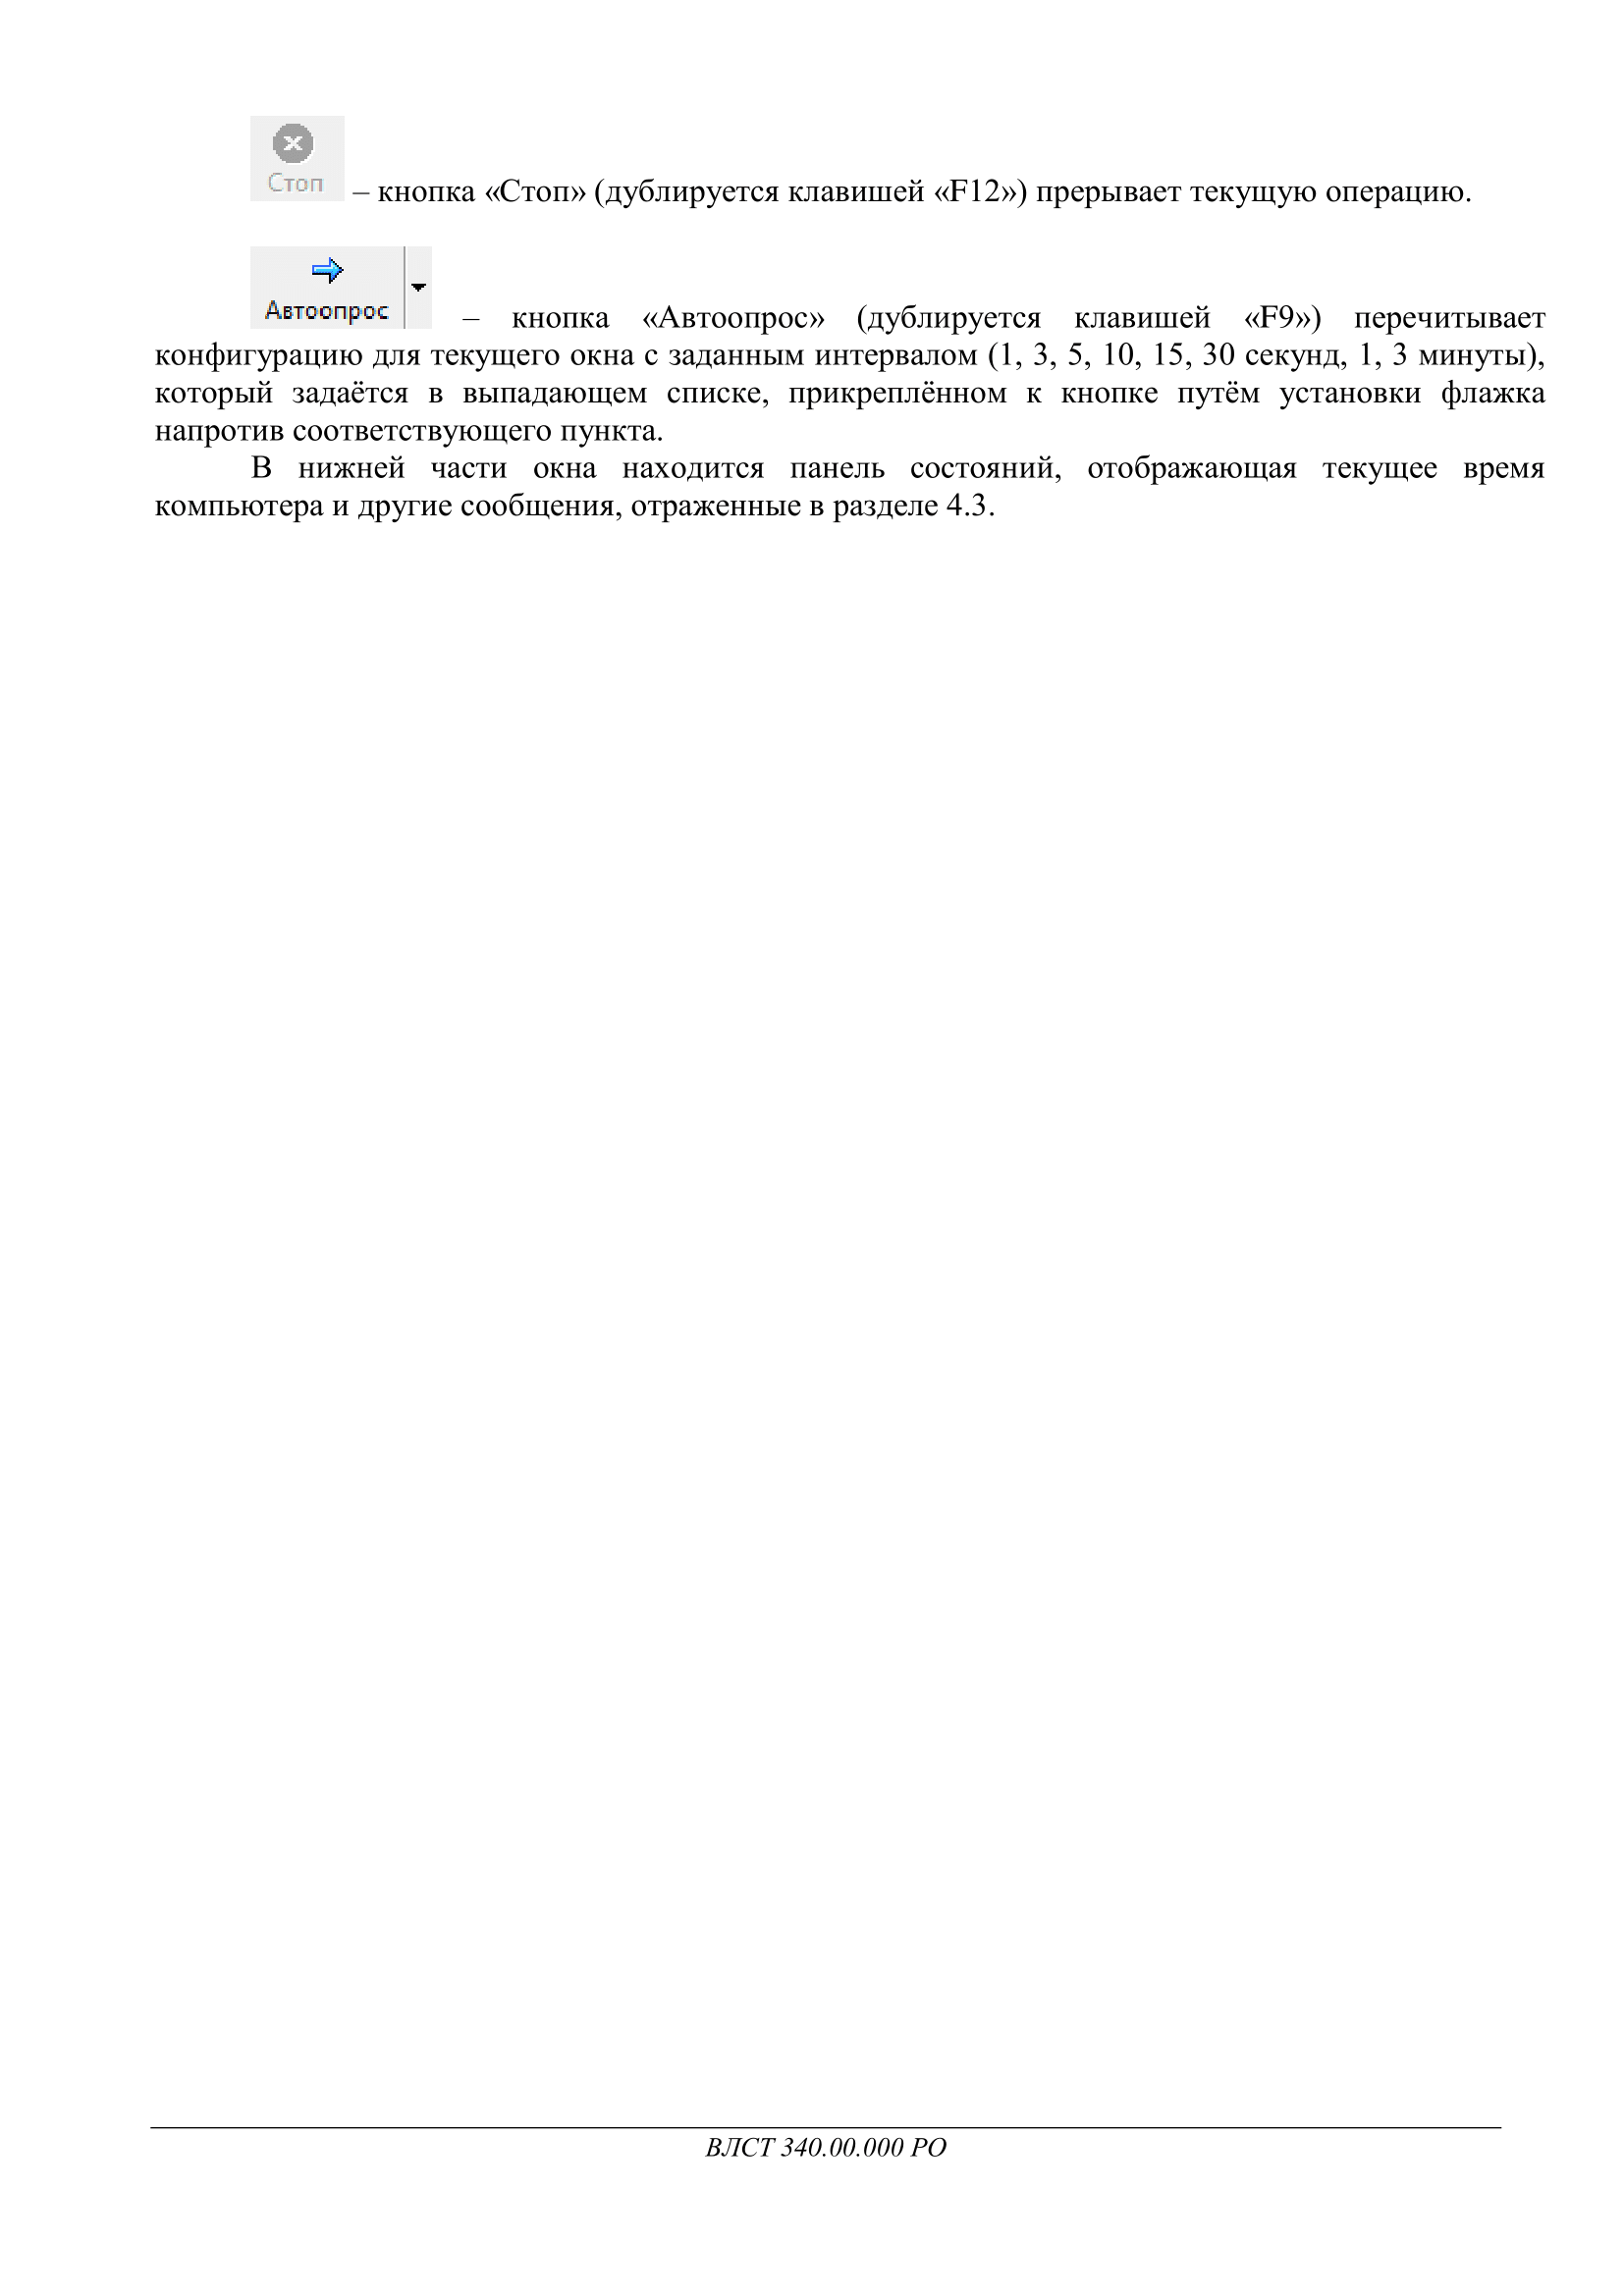 Стоп
– кнопка «Стоп» (дублируется клавишей «F12») прерывает текущую операцию.
Автоопрос
– кнопка «Автоопрос» (дублируется клавишей «F9») перечитывает
конфигурацию для текущего окна с заданным интервалом (1, 3, 5, 10, 15, 30 секунд, 1, 3 минуты),
который задаётся в выпадающем списке, прикреплённом к кнопке путём установки флажка
напротив соответствующего пункта.
В нижней части окна находится панель состояний, отображающая текущее время
компьютера и другие сообщения, отраженные в разделе 4.3.
ВЛСТ 340.00.000 РО